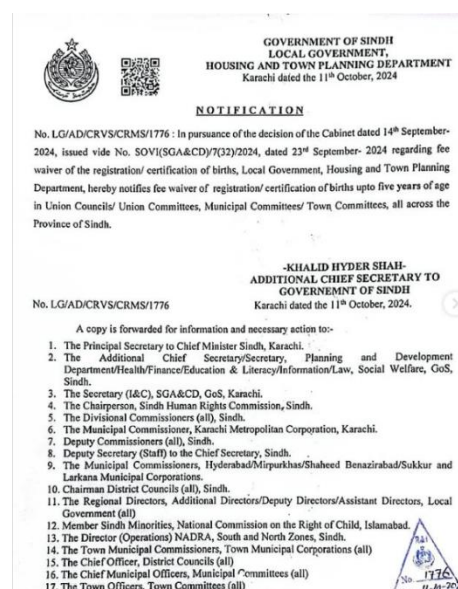 GOVERNMENT OF SINDH
LOCAL GOVERNMENT,
HOUSING AND TOWN PLANNING DEPARTMENT
Karachi dated the 11th October, 2024
NOTIFICATION
No. LG/AD/CRVS/CRMS/1776 : In pursuance of the decision of the Cabinet dated 14th September-
2024, issued vide No. SOVI(SGA&CD)/7(32)/2024, dated 23rd September- 2024 regarding fee
waiver of the registration/ certification of births, Local Government, Housing and Town Planning
Department, hereby notifies fee waiver of registration/ certification of births upto five years of age
in Union Councils/ Union Committees, Municipal Committees/ Town Committees, all across the
Province of Sindh.
-KHALID HYDER SHAH-
ADDITIONAL CHIEF SECRETARY TO
GOVERNEMNT OF SINDH
No. LG/AD/CRVS/CRMS/1776
Karachi dated the 11th October, 2024.
A copy is forwarded for information and necessary action to:-
1. The Principal Secretary to Chief Minister Sindh, Karachi.
2. The Additional Chief Secretary/Secretary, Planning and Development
Department/Health/Finance/Education & Literacy/Information/Law, Social Welfare, GoS,
Sindh.
3. The Secretary (I&C), SGA&CD, GoS, Karachi.
4. The Chairperson, Sindh Human Rights Commission, Sindh.
5. The Divisional Commissioners (all), Sindh.
6. The Municipal Commissioner, Karachi Metropolitan Corporation, Karachi.
7. Deputy Commissioners (all), Sindh.
8. Deputy Secretary (Staff) to the Chief Secretary, Sindh.
9. The Municipal Commissioners, Hyderabad/Mirpurkhas/Shaheed Benazirabad/Sukkur and
Larkana Municipal Corporations.
10. Chairman District Councils (all), Sindh.
11. The Regional Directors, Additional Directors/Deputy Directors/Assistant Directors, Local
Government (all)
12. Member Sindh Minorities, National Commission on the Right of Child, Islamabad.
13. The Director (Operations) NADRA, South and North Zones, Sindh.
14. The Town Municipal Commissioners, Town Municipal Corporations (all)
15. The Chief Officer, District Councils (all)
16. The Chief Municipal Officers, Municipal Committees (all)
17. The Town Officers, Town Committees (all)
No. 1776